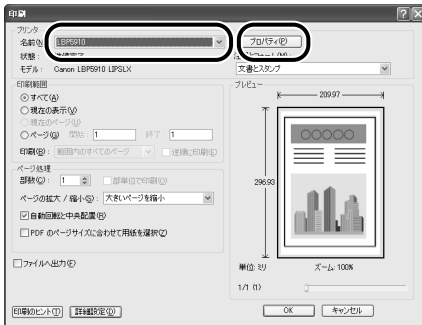 印刷
プリンタ
名前(N): LBP5910
プロパティ(P)
状態:
モデル: Canon LBP5910 LIPSLX
文書とスタンプ
印刷範囲
すべて(A)
現在の表示(V)
現在のページ(U)
ページ(G) 開始: 1 終了: 1
印刷(B): 範囲内のすべてのページ 逆順に印刷(E)
ページ処理
部数(C): 1 部単位で印刷(O)
ページの拡大 / 縮小(S): 大きいページを縮小
自動回転と中央配置(R)
PDF のページサイズに合わせて用紙を選択(Z)
ファイルへ出力(F)
プレビュー
209.97
296.93
単位: ミリ ズーム: 100%
1/1 (1)
印刷のヒント(T) 詳細設定(D) OK キャンセル